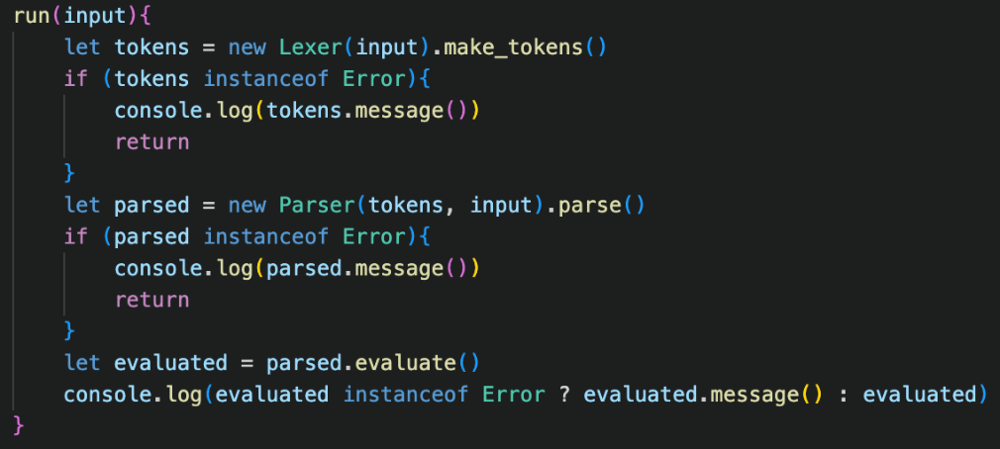 run(input){
    let tokens = new Lexer(input).make_tokens()
    if (tokens instanceof Error){
        console.log(tokens.message())
        return
    }
    let parsed = new Parser(tokens, input).parse()
    if (parsed instanceof Error){
        console.log(parsed.message())
        return
    }
    let evaluated = parsed.evaluate()
    console.log(evaluated instanceof Error ? evaluated.message() : evaluated)
}